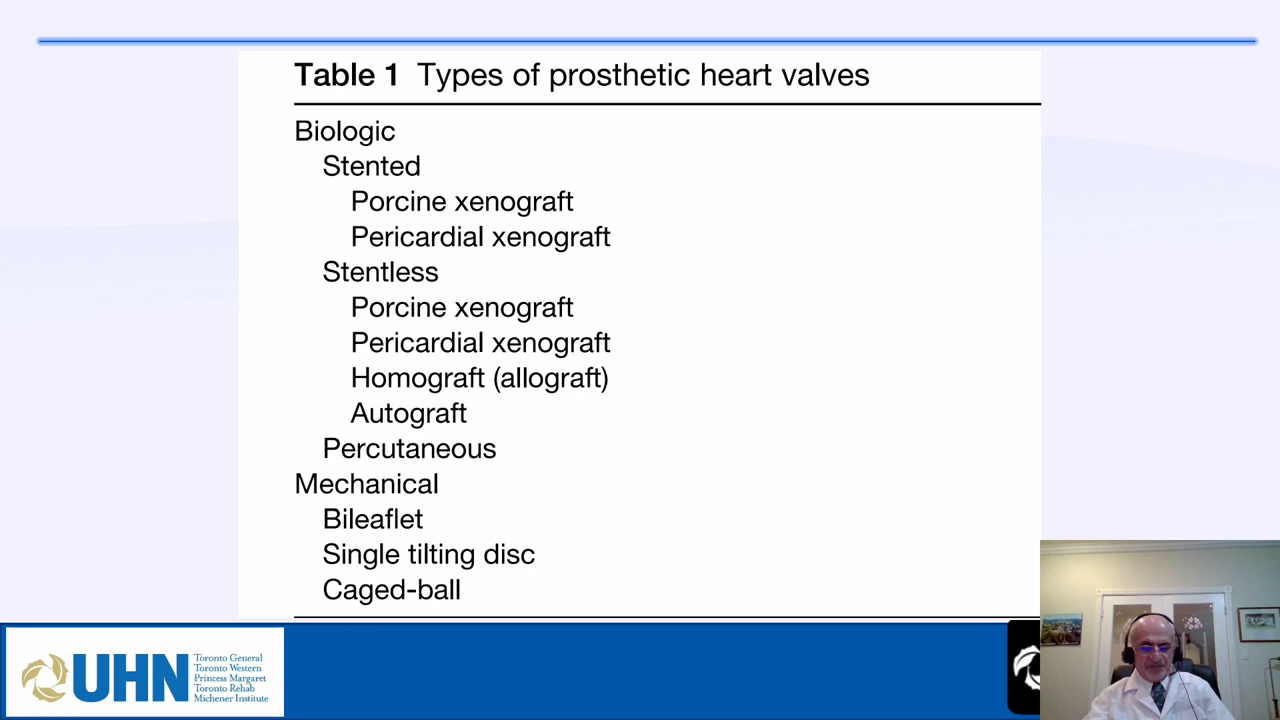 Table 1 Types of prosthetic heart valves
Biologic
Stented
Porcine xenograft
Pericardial xenograft
Stentless
Porcine xenograft
Pericardial xenograft
Homograft (allograft)
Autograft
Percutaneous
Mechanical
Bileaflet
Single tilting disc
Caged-ball
UHN
Toronto General
Toronto Western
Princess Margaret
Toronto Rehab
Michener Institute